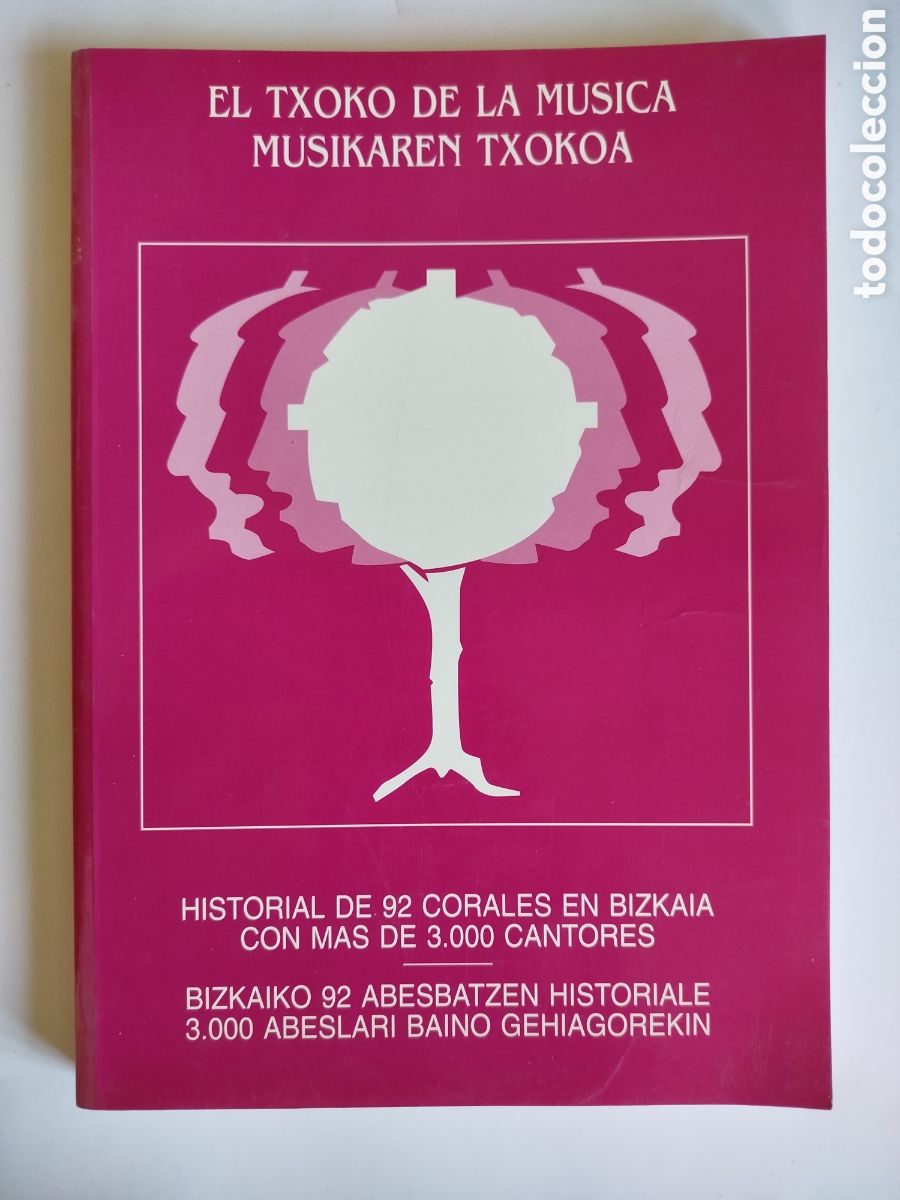 EL TXOKO DE LA MUSICA
MUSIKAREN TXOKOA
HISTORIAL DE 92 CORALES EN BIZKAIA
CON MAS DE 3.000 CANTORES
BIZKAIKO 92 ABESBATZEN HISTORIALE
3.000 ABESLARI BAINO GEHIAGOREKIN
todocoleccion